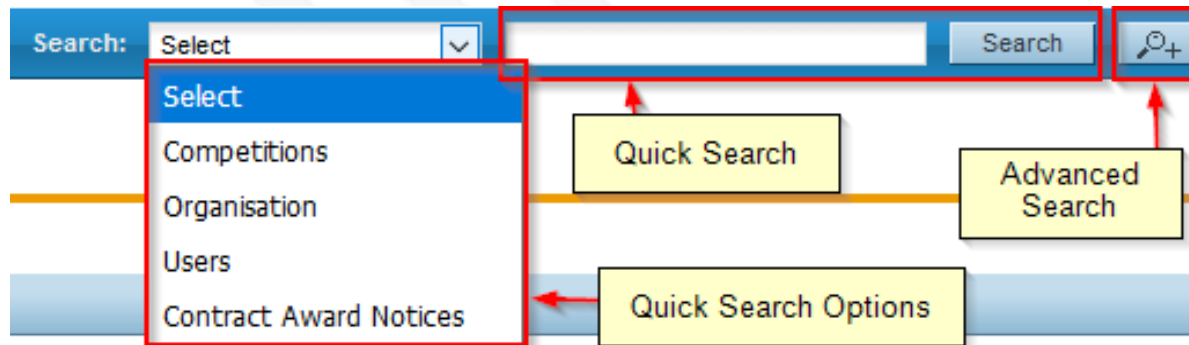 Search: Select Search
Select
Competitions
Quick Search
Organisation
Advanced
Search
Users
Contract Award Notices
Quick Search Options